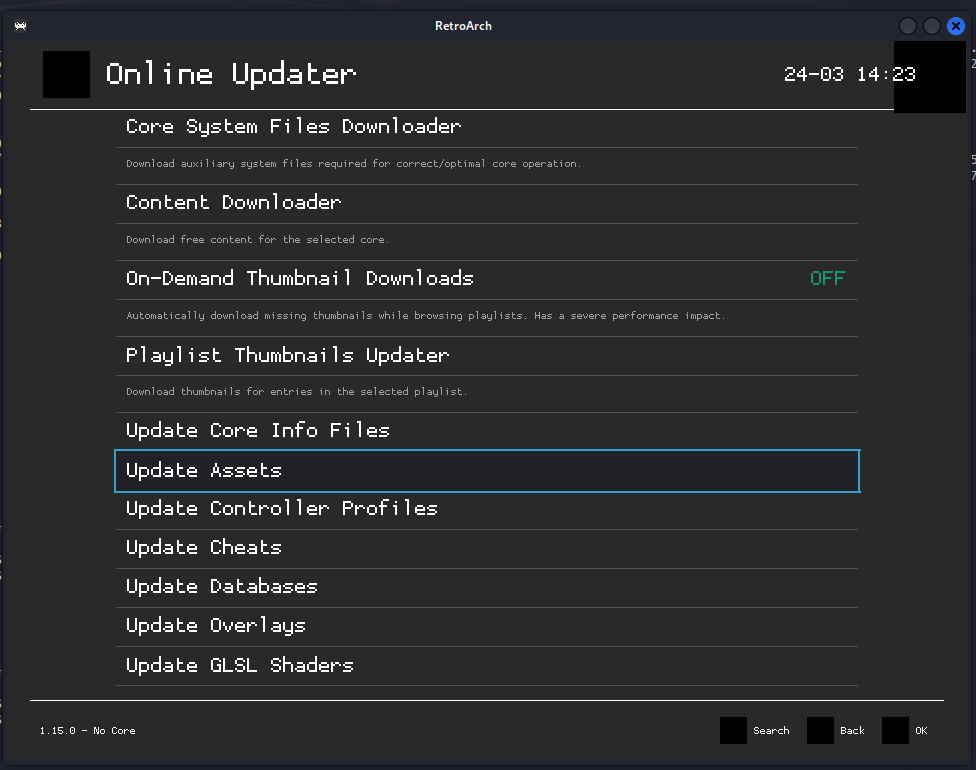 RetroArch
Online Updater
24-03 14:23
Core System Files Downloader
Download auxiliary system files required for correct/optimal core operation.
Content Downloader
Download free content for the selected core.
On-Demand Thumbnail Downloads OFF
Automatically download missing thumbnails while browsing playlists. Has a severe performance impact.
Playlist Thumbnails Updater
Download thumbnails for entries in the selected playlist.
Update Core Info Files
Update Assets
Update Controller Profiles
Update Cheats
Update Databases
Update Overlays
Update GLSL Shaders
1.15.0 - No Core
Search Back OK